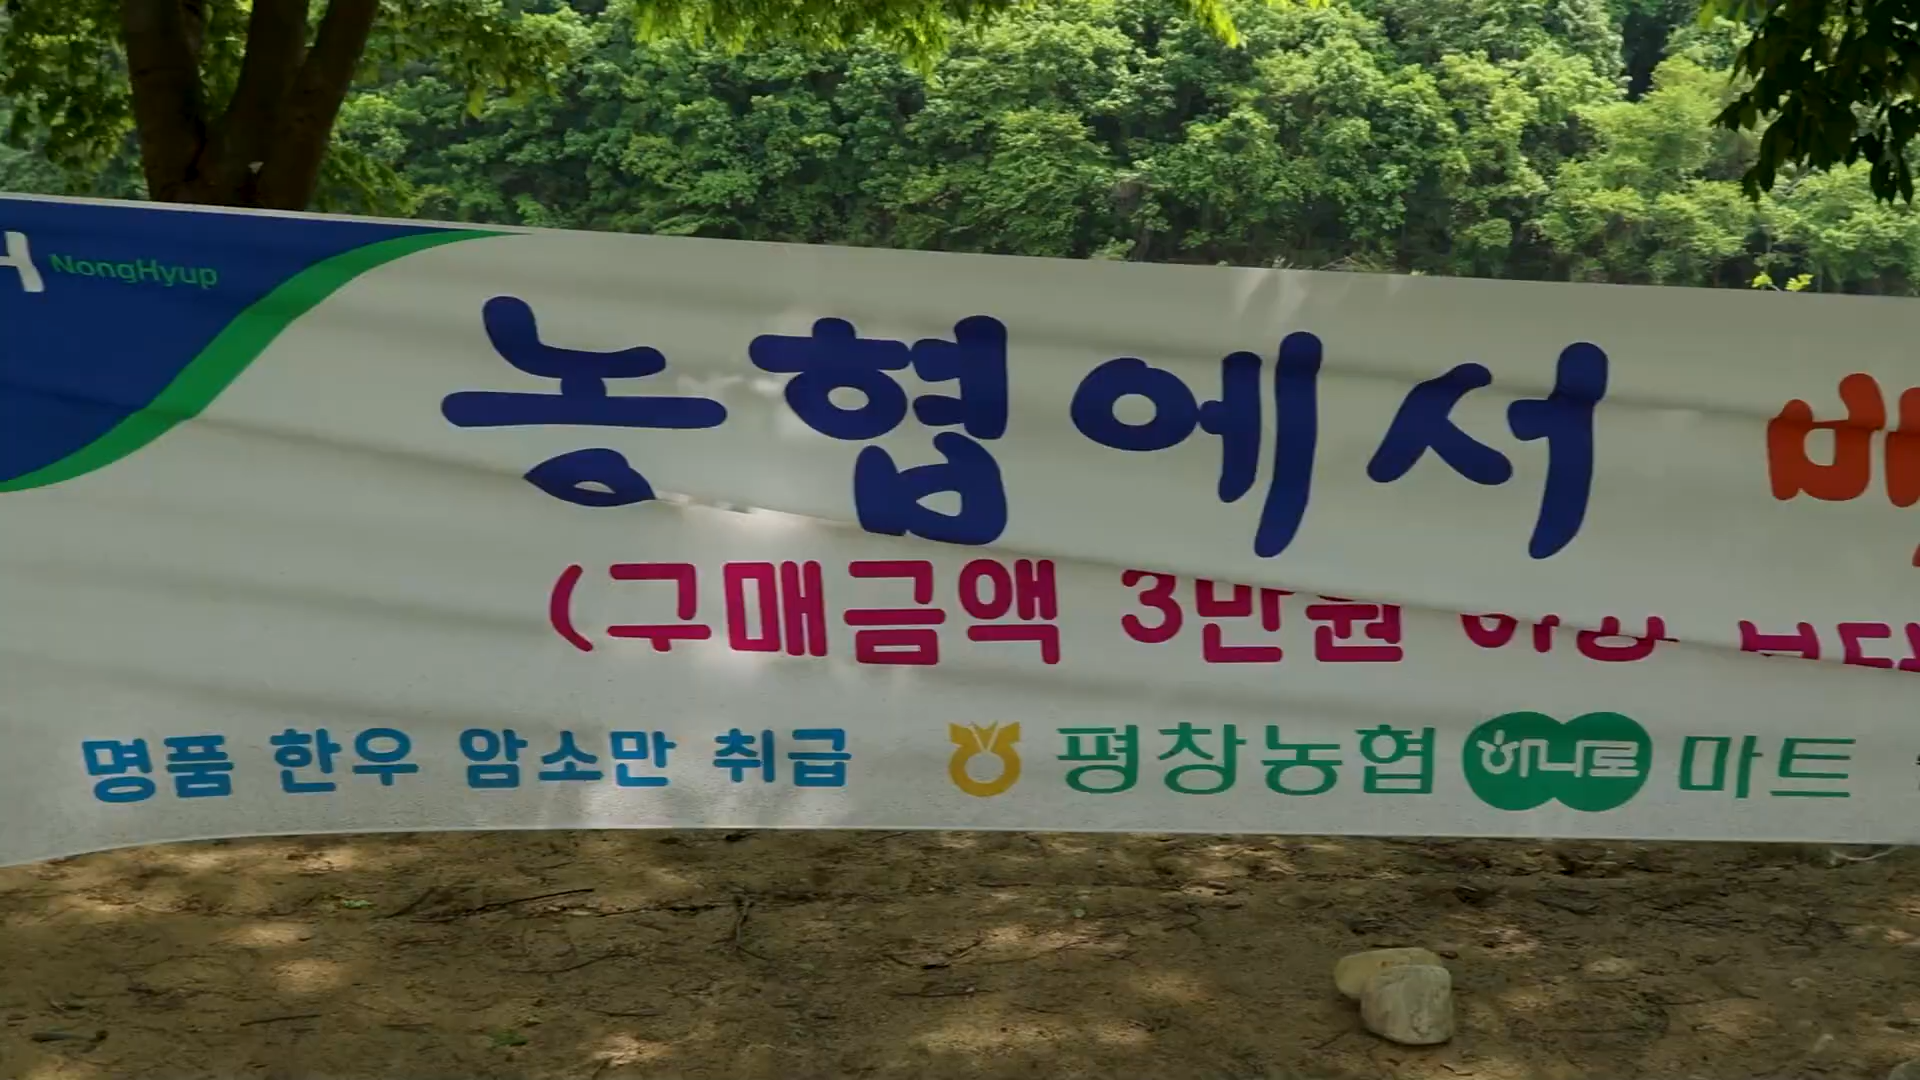 NongHyup
농협에서
(구매금액 3만원 이상
명품 한우 암소만 취급 평창농협 하나로 마트